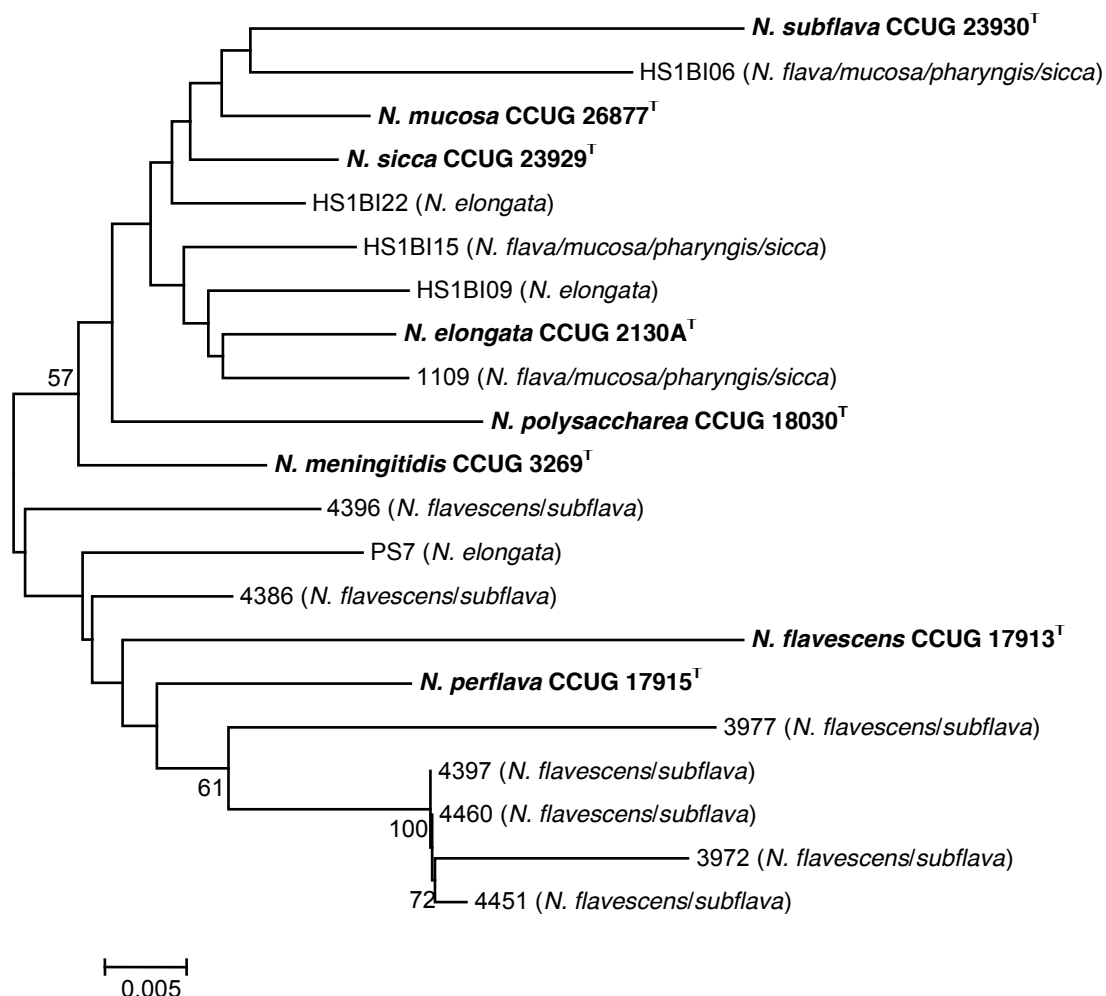 N. subflava CCUG 23930T
HS1BI06 (N. flava/mucosa/pharyngis/sicca)
N. mucosa CCUG 26877T
N. sicca CCUG 23929T
HS1BI22 (N. elongata)
HS1BI15 (N. flava/mucosa/pharyngis/sicca)
HS1BI09 (N. elongata)
N. elongata CCUG 2130AT
1109 (N. flava/mucosa/pharyngis/sicca)
57
N. polysaccharea CCUG 18030T
N. meningitidis CCUG 3269T
4396 (N. flavescens/subflava)
PS7 (N. elongata)
4386 (N. flavescens/subflava)
N. flavescens CCUG 17913T
N. perflava CCUG 17915T
3977 (N. flavescens/subflava)
4397 (N. flavescens/subflava)
61
4460 (N. flavescens/subflava)
100
3972 (N. flavescens/subflava)
72
4451 (N. flavescens/subflava)
0.005